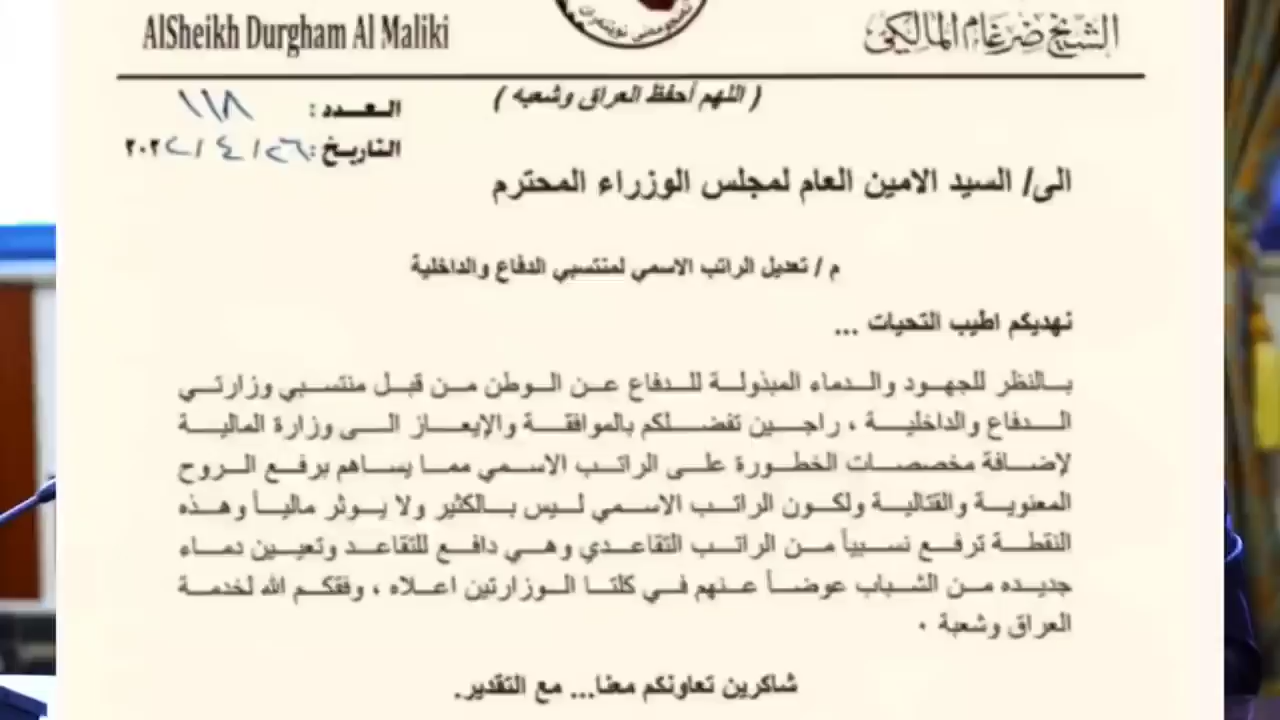 AlSheikh Durgham Al Maliki
الشيخ ضرغام المالكي
( اللهم أحفظ العراق وشعبه )
العدد : ١١٨
التاريخ : ٢٦ / ٤ / ٢٠٢٢
الى/ السيد الامين العام لمجلس الوزراء المحترم
م / تعديل الراتب الاسمي لمنتسبي الدفاع والداخلية
نهديكم اطيب التحيات ...
بالنظر للجهود والدماء المبذولة للدفاع عن الوطن من قبل منتسبي وزارتي
الدفاع والداخلية ، راجين تفضلكم بالموافقة والإيعاز الى وزارة المالية
لإضافة مخصصات الخطورة على الراتب الاسمي مما يساهم برفع الروح
المعنوية والقتالية ولكون الراتب الاسمي ليس بالكثير ولا يوثر مالياً وهذه
النقطة ترفع نسبياً من الراتب التقاعدي وهي دافع للتقاعد وتعيين دماء
جديده من الشباب عوضاً عنهم في كلتا الوزارتين اعلاه ، وفقكم الله لخدمة
العراق وشعبة .
شاكرين تعاونكم معنا... مع التقدير.